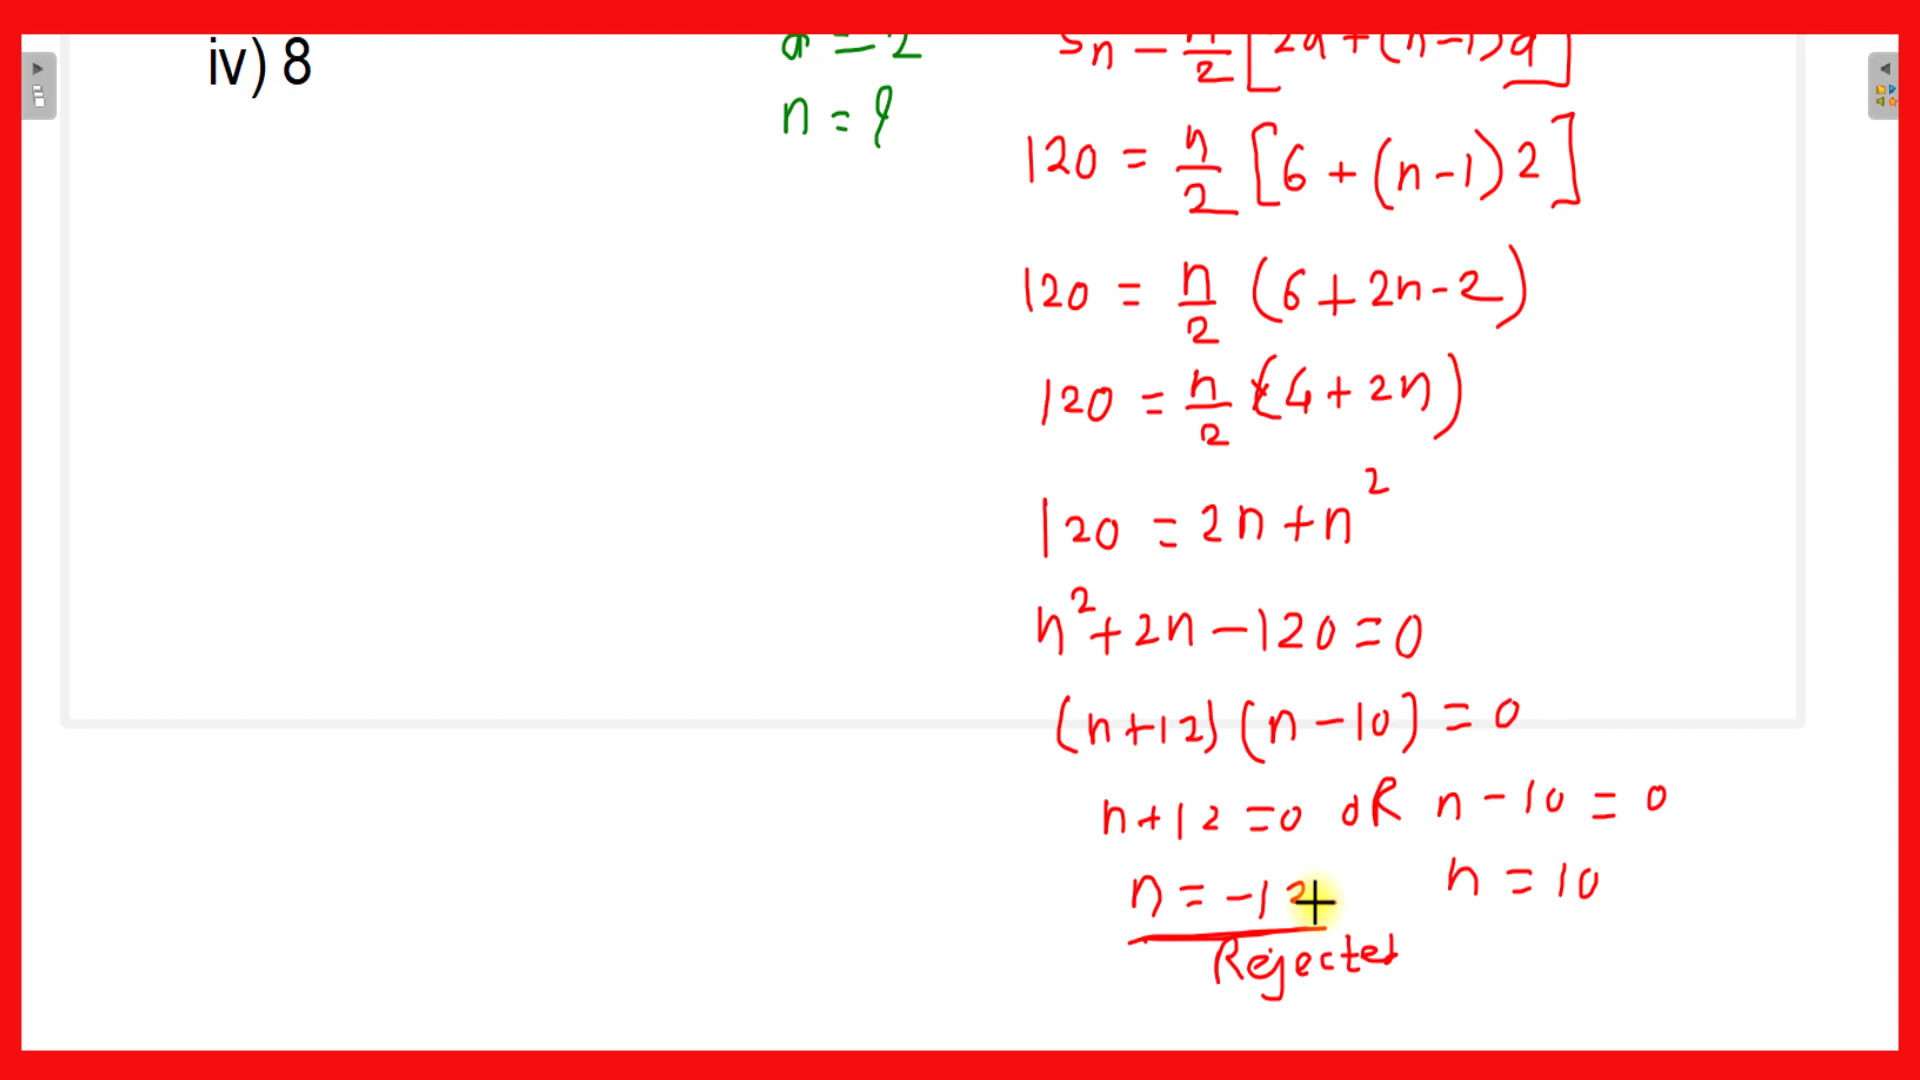 iv) 8
d = 2
n = ?
Sn = n/2 [2a + (n-1)d]
120 = n/2 [6 + (n-1)2]
120 = n/2 (6+2n-2)
120 = n/2 (4+2n)
120 = 2n+n²
n²+2n-120=0
(n+12)(n-10)=0
n+12=0 OR n-10=0
n = -12 n = 10
Rejected